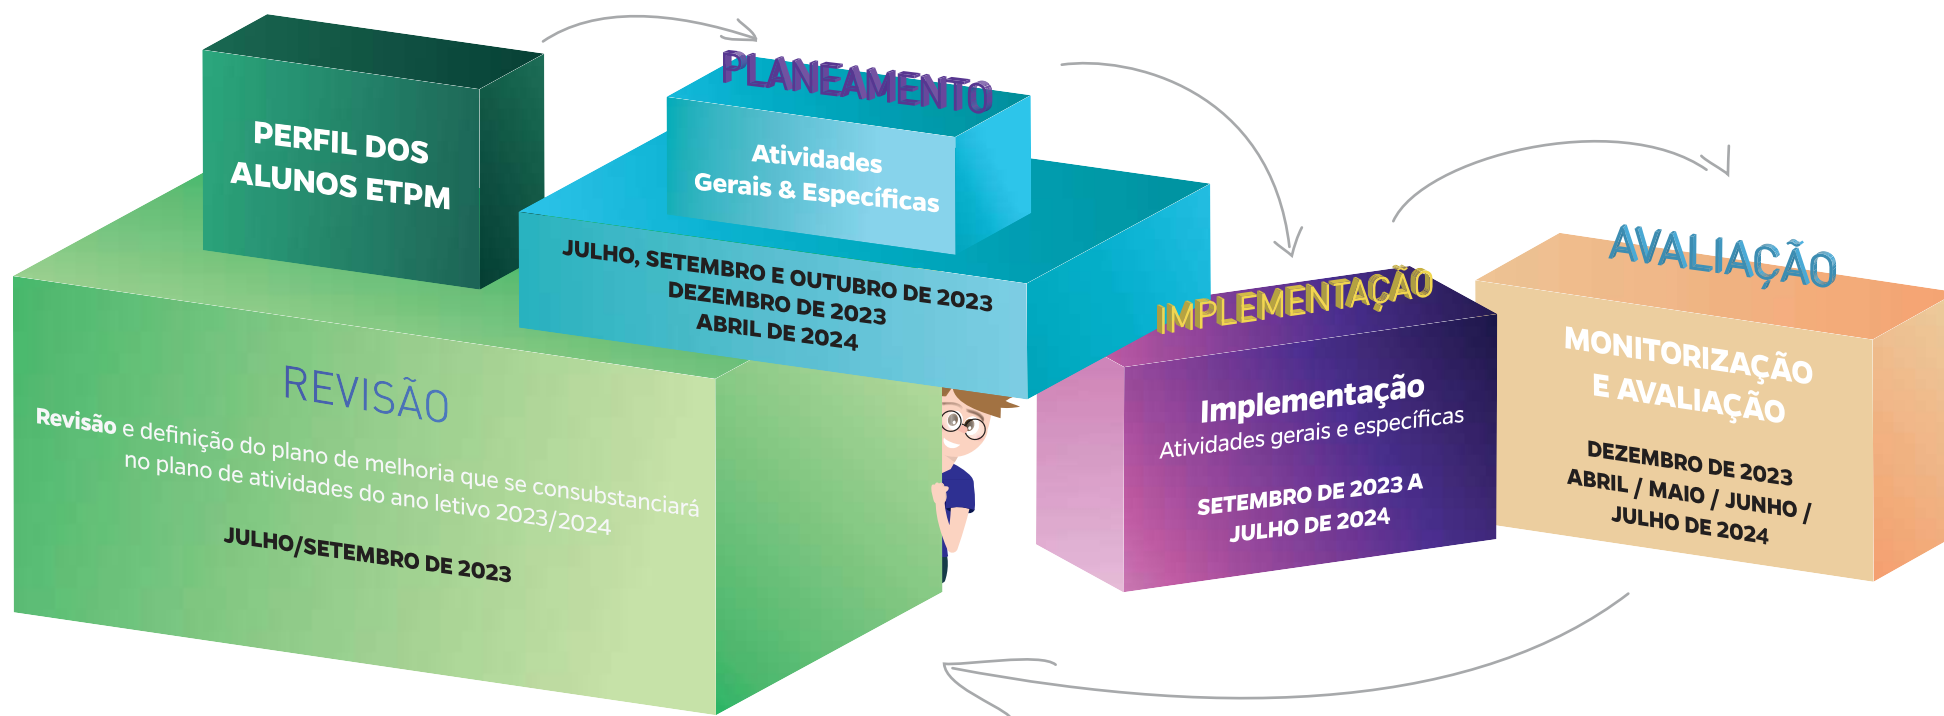 PERFIL DOS
ALUNOS ETPM
REVISÃO
Revisão e definição do plano de melhoria que se consubstanciará
no plano de atividades do ano letivo 2023/2024
JULHO/SETEMBRO DE 2023
PLANEAMENTO
Atividades
Gerais & Específicas
JULHO, SETEMBRO E OUTUBRO DE 2023
DEZEMBRO DE 2023
ABRIL DE 2024
IMPLEMENTAÇÃO
Implementação
Atividades gerais e específicas
SETEMBRO DE 2023 A
JULHO DE 2024
AVALIAÇÃO
MONITORIZAÇÃO
E AVALIAÇÃO
DEZEMBRO DE 2023
ABRIL / MAIO / JUNHO /
JULHO DE 2024